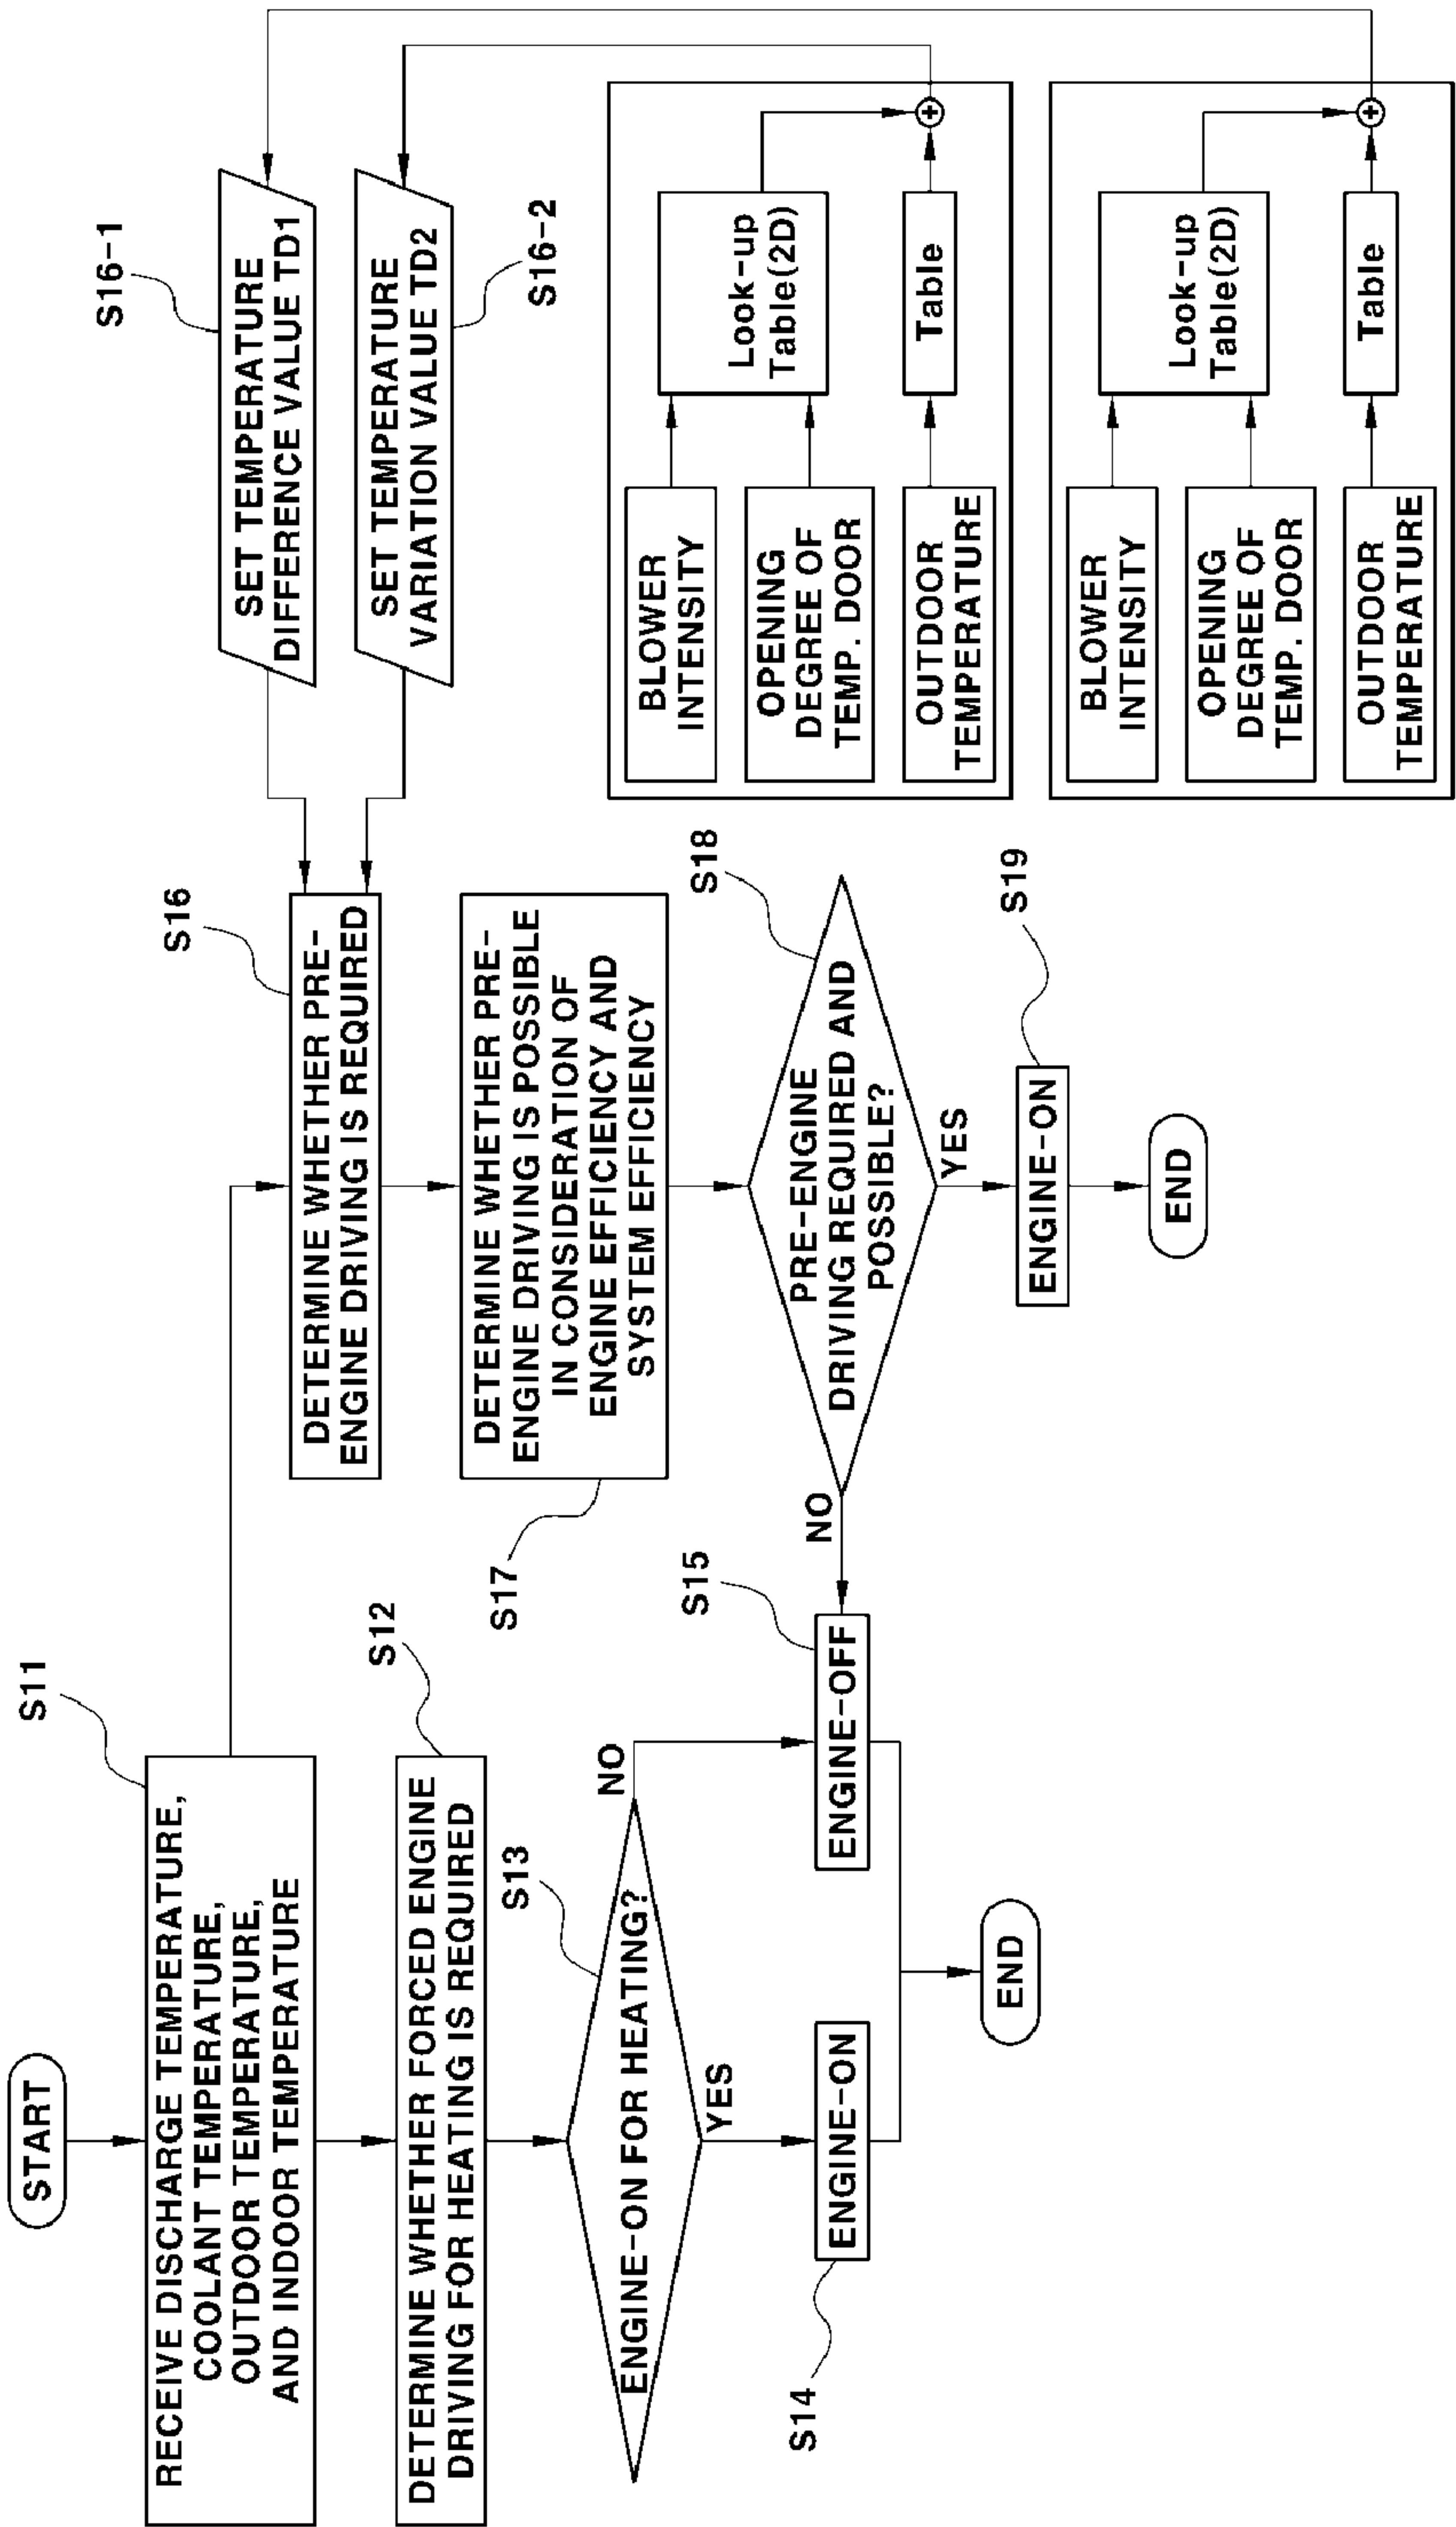 START
S11
RECEIVE DISCHARGE TEMPERATURE,
COOLANT TEMPERATURE,
OUTDOOR TEMPERATURE,
AND INDOOR TEMPERATURE
S12
DETERMINE WHETHER FORCED ENGINE
DRIVING FOR HEATING IS REQUIRED
S13
ENGINE-ON FOR HEATING?
NO
YES
S14
ENGINE-ON
S15
ENGINE-OFF
END
S16
DETERMINE WHETHER PRE-
ENGINE DRIVING IS REQUIRED
S17
DETERMINE WHETHER PRE-
ENGINE DRIVING IS POSSIBLE
IN CONSIDERATION OF
ENGINE EFFICIENCY AND
SYSTEM EFFICIENCY
S18
PRE-ENGINE
DRIVING REQUIRED AND
POSSIBLE?
NO
YES
S19
ENGINE-ON
END
S16-1
SET TEMPERATURE
DIFFERENCE VALUE TD1
SET TEMPERATURE
VARIATION VALUE TD2
S16-2
BLOWER
INTENSITY
OPENING
DEGREE OF
TEMP. DOOR
OUTDOOR
TEMPERATURE
Look-up
Table(2D)
Table
+
BLOWER
INTENSITY
OPENING
DEGREE OF
TEMP. DOOR
OUTDOOR
TEMPERATURE
Look-up
Table(2D)
Table
+